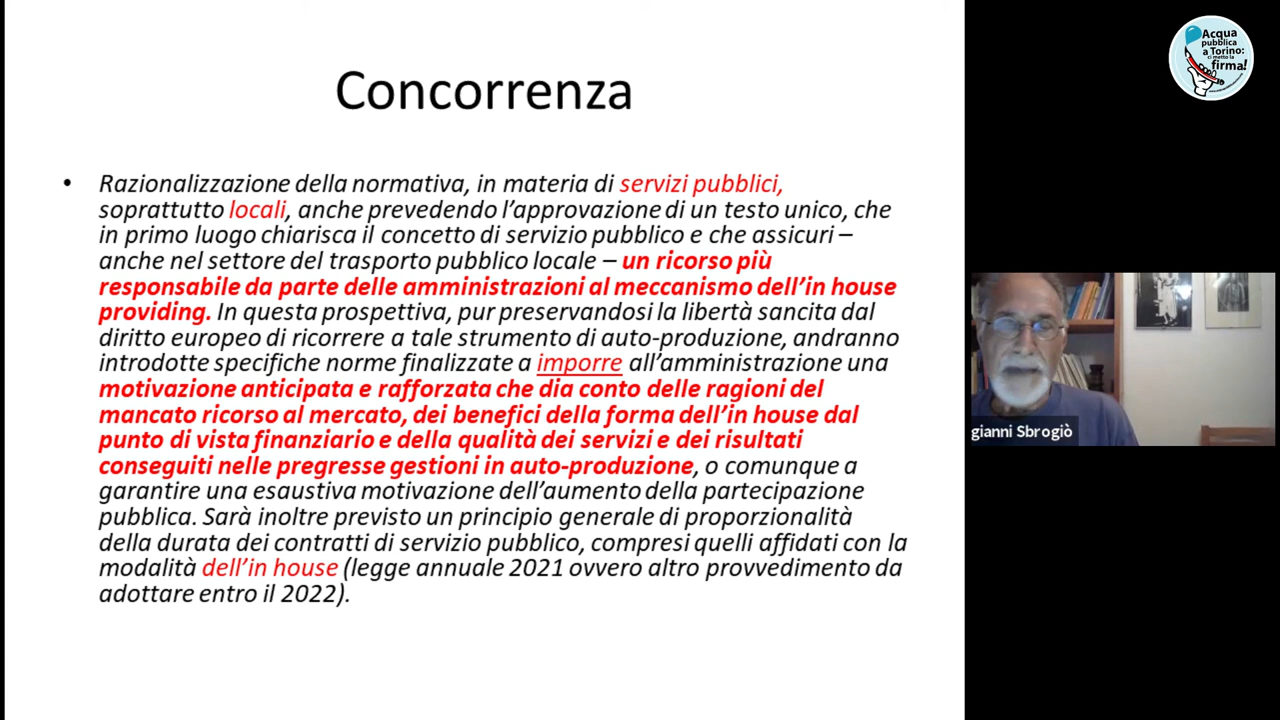 Concorrenza
• Razionalizzazione della normativa, in materia di servizi pubblici,
soprattutto locali, anche prevedendo l'approvazione di un testo unico, che
in primo luogo chiarisca il concetto di servizio pubblico e che assicuri –
anche nel settore del trasporto pubblico locale – un ricorso più
responsabile da parte delle amministrazioni al meccanismo dell'in house
providing. In questa prospettiva, pur preservandosi la libertà sancita dal
diritto europeo di ricorrere a tale strumento di auto-produzione, andranno
introdotte specifiche norme finalizzate a imporre all'amministrazione una
motivazione anticipata e rafforzata che dia conto delle ragioni del
mancato ricorso al mercato, dei benefici della forma dell'in house dal
punto di vista finanziario e della qualità dei servizi e dei risultati
conseguiti nelle pregresse gestioni in auto-produzione, o comunque a
garantire una esaustiva motivazione dell'aumento della partecipazione
pubblica. Sarà inoltre previsto un principio generale di proporzionalità
della durata dei contratti di servizio pubblico, compresi quelli affidati con la
modalità dell'in house (legge annuale 2021 ovvero altro provvedimento da
adottare entro il 2022).
Acqua
pubblica
a Torino:
ci metto la
firma!
gianni Sbrogiò